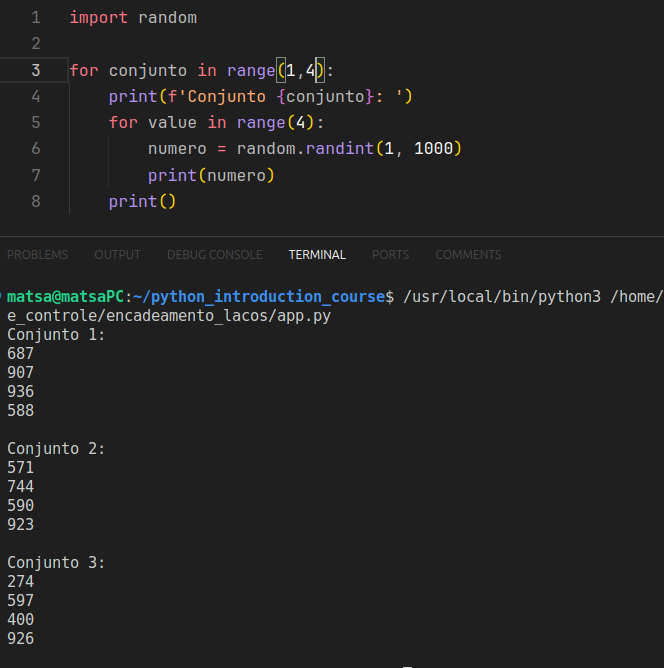 1 import random
2
3 for conjunto in range(1,4):
4     print(f'Conjunto {conjunto}: ')
5     for value in range(4):
6         numero = random.randint(1, 1000)
7         print(numero)
8     print()
PROBLEMS OUTPUT DEBUG CONSOLE TERMINAL PORTS COMMENTS
matsa@matsaPC:~/python_introduction_course$ /usr/local/bin/python3 /home/
e_controle/encadeamento_lacos/app.py
Conjunto 1:
687
907
936
588

Conjunto 2:
571
744
590
923

Conjunto 3:
274
597
400
926